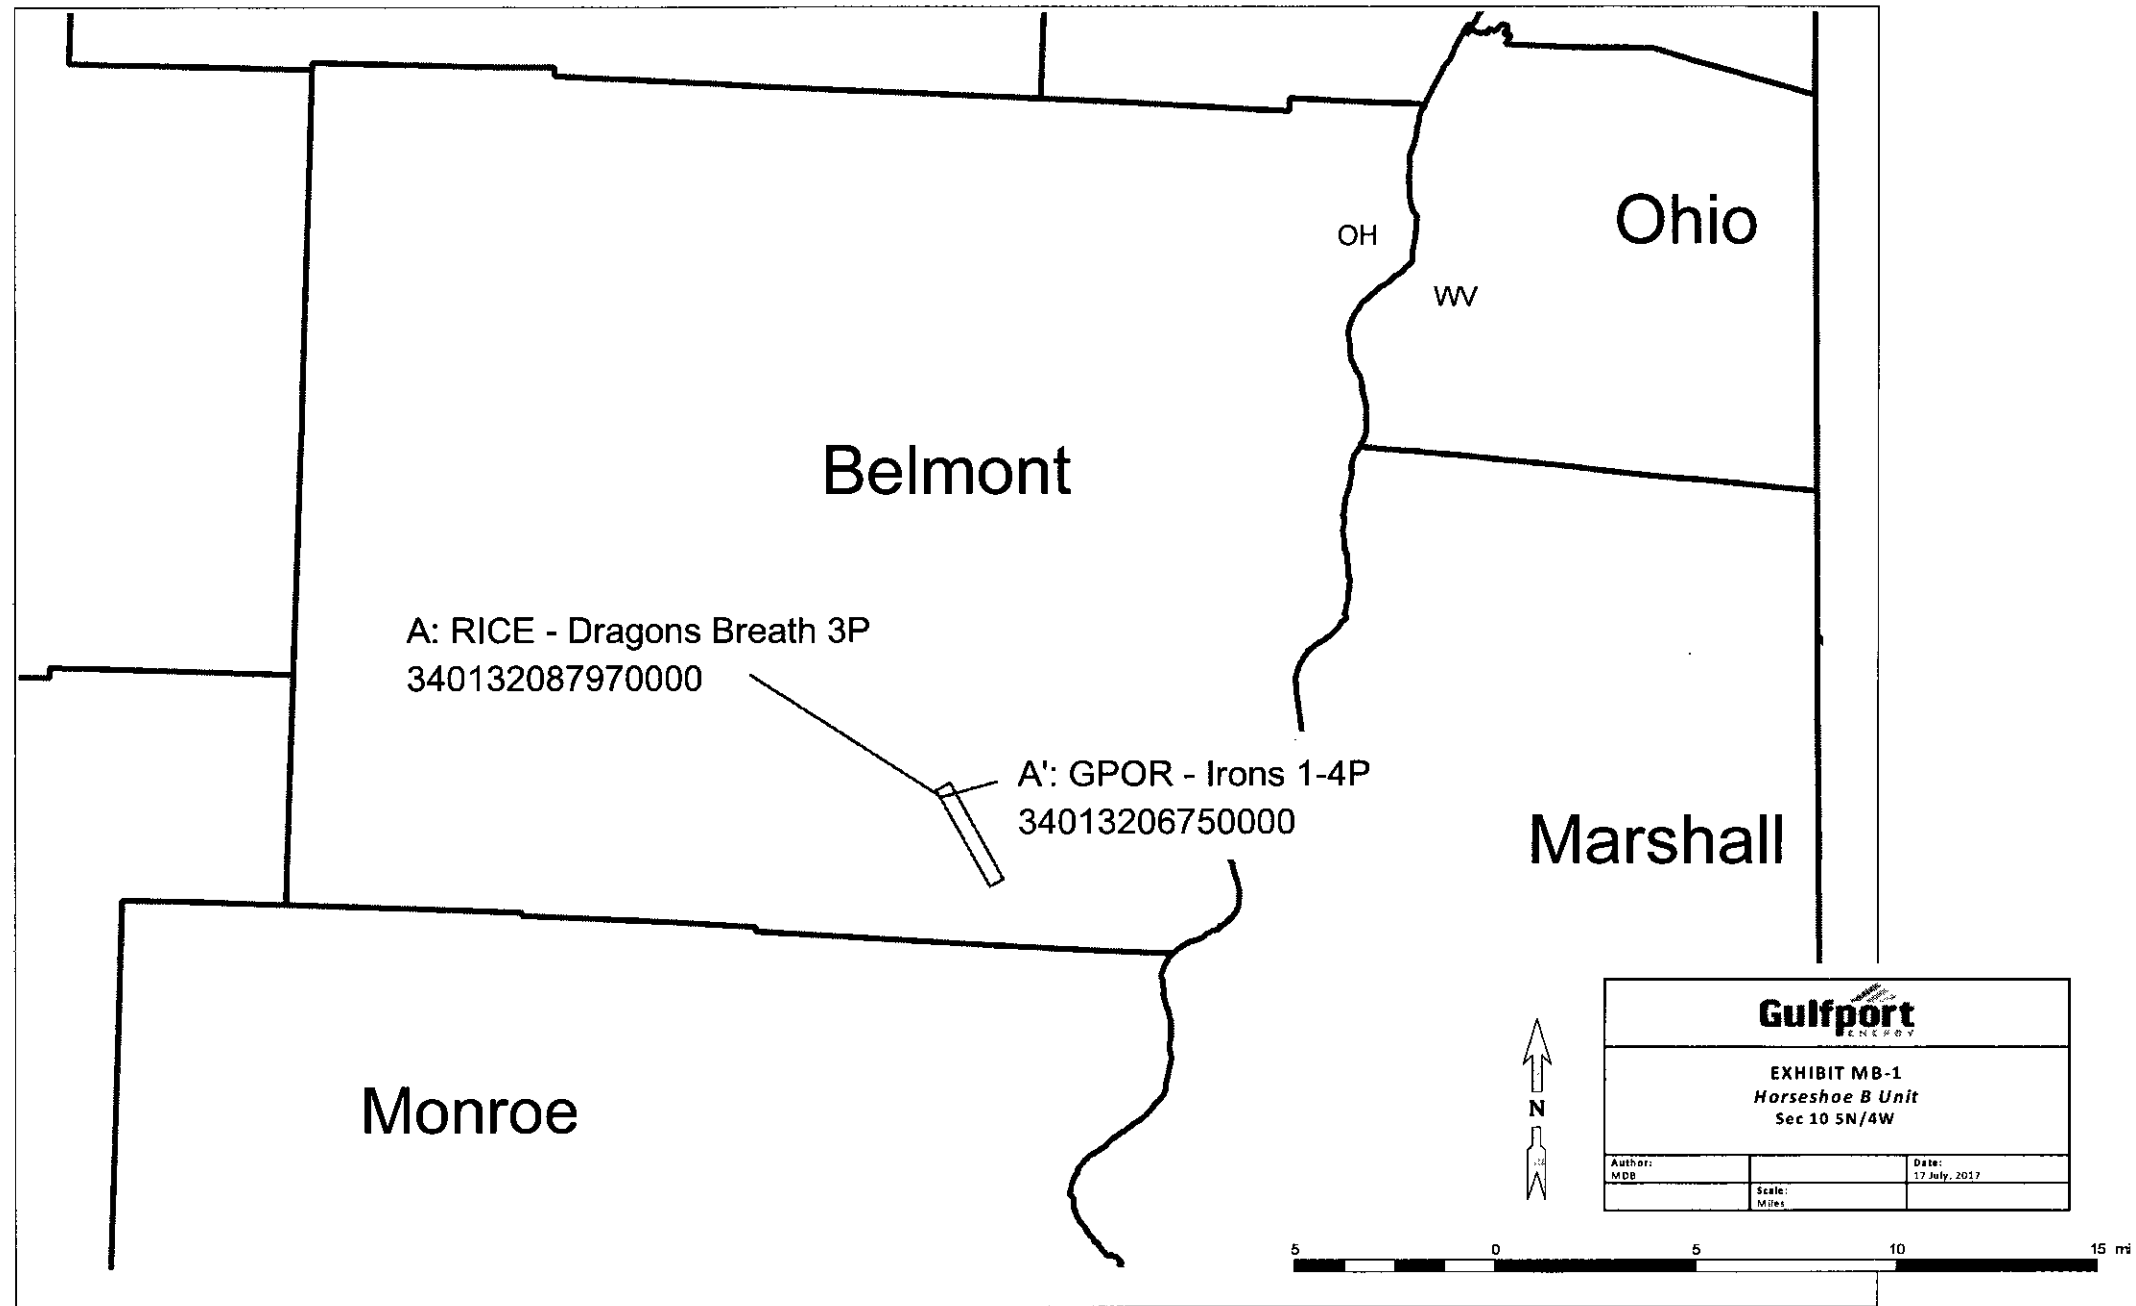 Ohio
OH
WV
Belmont
A: RICE - Dragons Breath 3P
340132087970000
A': GPOR - Irons 1-4P
34013206750000
Marshall
Monroe
N
Gulfport
ENERGY
EXHIBIT MB-1
Horseshoe B Unit
Sec 10 5N/4W
Author:
MDB
Date:
17 July, 2017
Scale:
Miles
5 0 5 10 15 mi